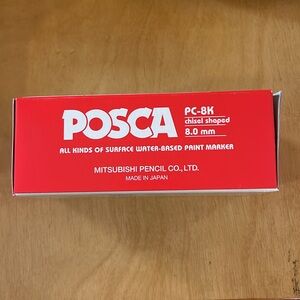 POSCA
PC-8K
chisel shaped
8.0 mm
ALL KINDS OF SURFACE WATER-BASED PAINT MARKER
MITSUBISHI PENCIL CO., LTD.
MADE IN JAPAN